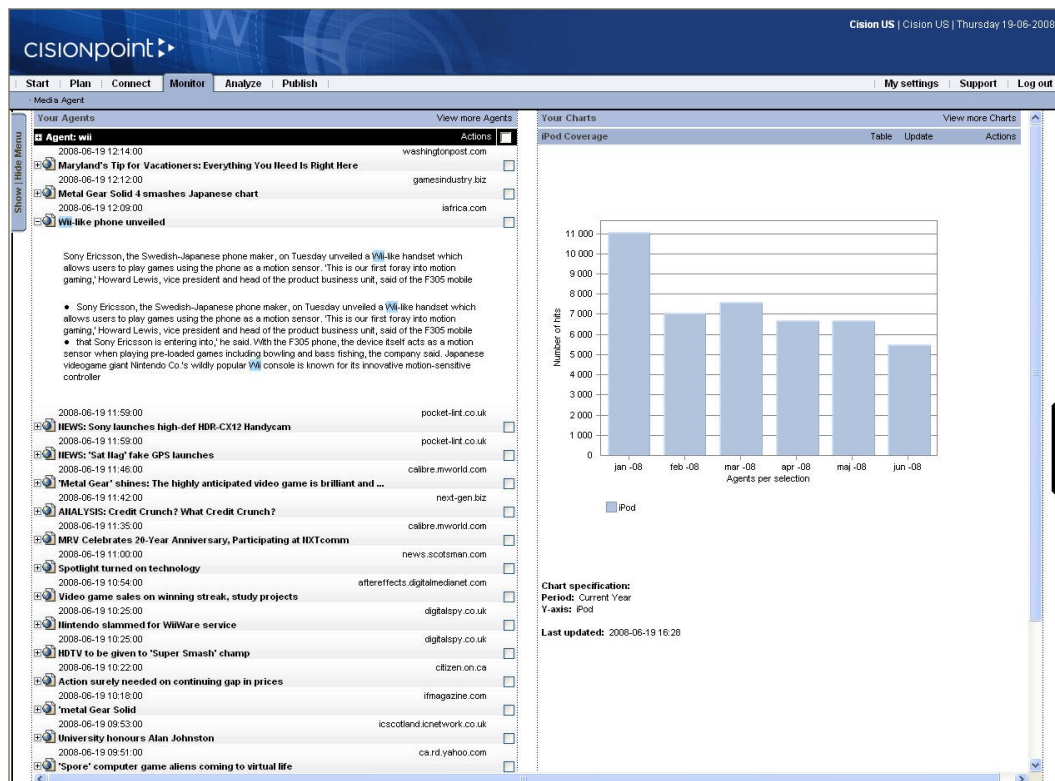 Cision US | Cision US | Thursday 19-06-2008
CISIONpoint
Start Plan Connect Monitor Analyze Publish My settings Support Log out
Media Agent
Show | Hide Menu
Your Agents View more Agents
Agent: wii Actions
2008-06-19 12:14:00 washingtonpost.com
Maryland's Tip for Vacationers: Everything You Need Is Right Here
2008-06-19 12:12:00 gamesindustry.biz
Metal Gear Solid 4 smashes Japanese chart
2008-06-19 12:09:00 iafrica.com
Wii-like phone unveiled
Sony Ericsson, the Swedish-Japanese phone maker, on Tuesday unveiled a Wii-like handset which
allows users to play games using the phone as a motion sensor. 'This is our first foray into motion
gaming,' Howard Lewis, vice president and head of the product business unit, said of the F305 mobile
● Sony Ericsson, the Swedish-Japanese phone maker, on Tuesday unveiled a Wii-like handset which
allows users to play games using the phone as a motion sensor. 'This is our first foray into motion
gaming,' Howard Lewis, vice president and head of the product business unit, said of the F305 mobile
● that Sony Ericsson is entering into,' he said. With the F305 phone, the device itself acts as a motion
sensor when playing pre-loaded games including bowling and bass fishing, the company said. Japanese
videogame giant Nintendo Co.'s wildly popular Wii console is known for its innovative motion-sensitive
controller
2008-06-19 11:59:00 pocket-lint.co.uk
NEWS: Sony launches high-def HDR-CX12 Handycam
2008-06-19 11:59:00 pocket-lint.co.uk
NEWS: 'Sat Nag' fake GPS launches
2008-06-19 11:46:00 calibre.mworld.com
'Metal Gear' shines: The highly anticipated video game is brilliant and ...
2008-06-19 11:42:00 next-gen.biz
ANALYSIS: Credit Crunch? What Credit Crunch?
2008-06-19 11:35:00 calibre.mworld.com
MRV Celebrates 20-Year Anniversary, Participating at NXTcomm
2008-06-19 11:00:00 news.scotsman.com
Spotlight turned on technology
2008-06-19 10:54:00 aftereffects.digitalmedianet.com
Video game sales on winning streak, study projects
2008-06-19 10:25:00 digitalspy.co.uk
Nintendo slammed for WiiWare service
2008-06-19 10:25:00 digitalspy.co.uk
HDTV to be given to 'Super Smash' champ
2008-06-19 10:22:00 citizen.on.ca
Action surely needed on continuing gap in prices
2008-06-19 10:18:00 ifmagazine.com
'metal Gear Solid
2008-06-19 09:53:00 icscotland.icnetwork.co.uk
University honours Alan Johnston
2008-06-19 09:51:00 ca.rd.yahoo.com
'Spore' computer game aliens coming to virtual life
Your Charts View more Charts
iPod Coverage Table Update Actions
Number of hits
11 000
10 000
9 000
8 000
7 000
6 000
5 000
4 000
3 000
2 000
1 000
0
jan -08 feb -08 mar -08 apr -08 maj -08 jun -08
Agents per selection
iPod
Chart specification:
Period: Current Year
Y-axis: iPod
Last updated: 2008-06-19 16:28